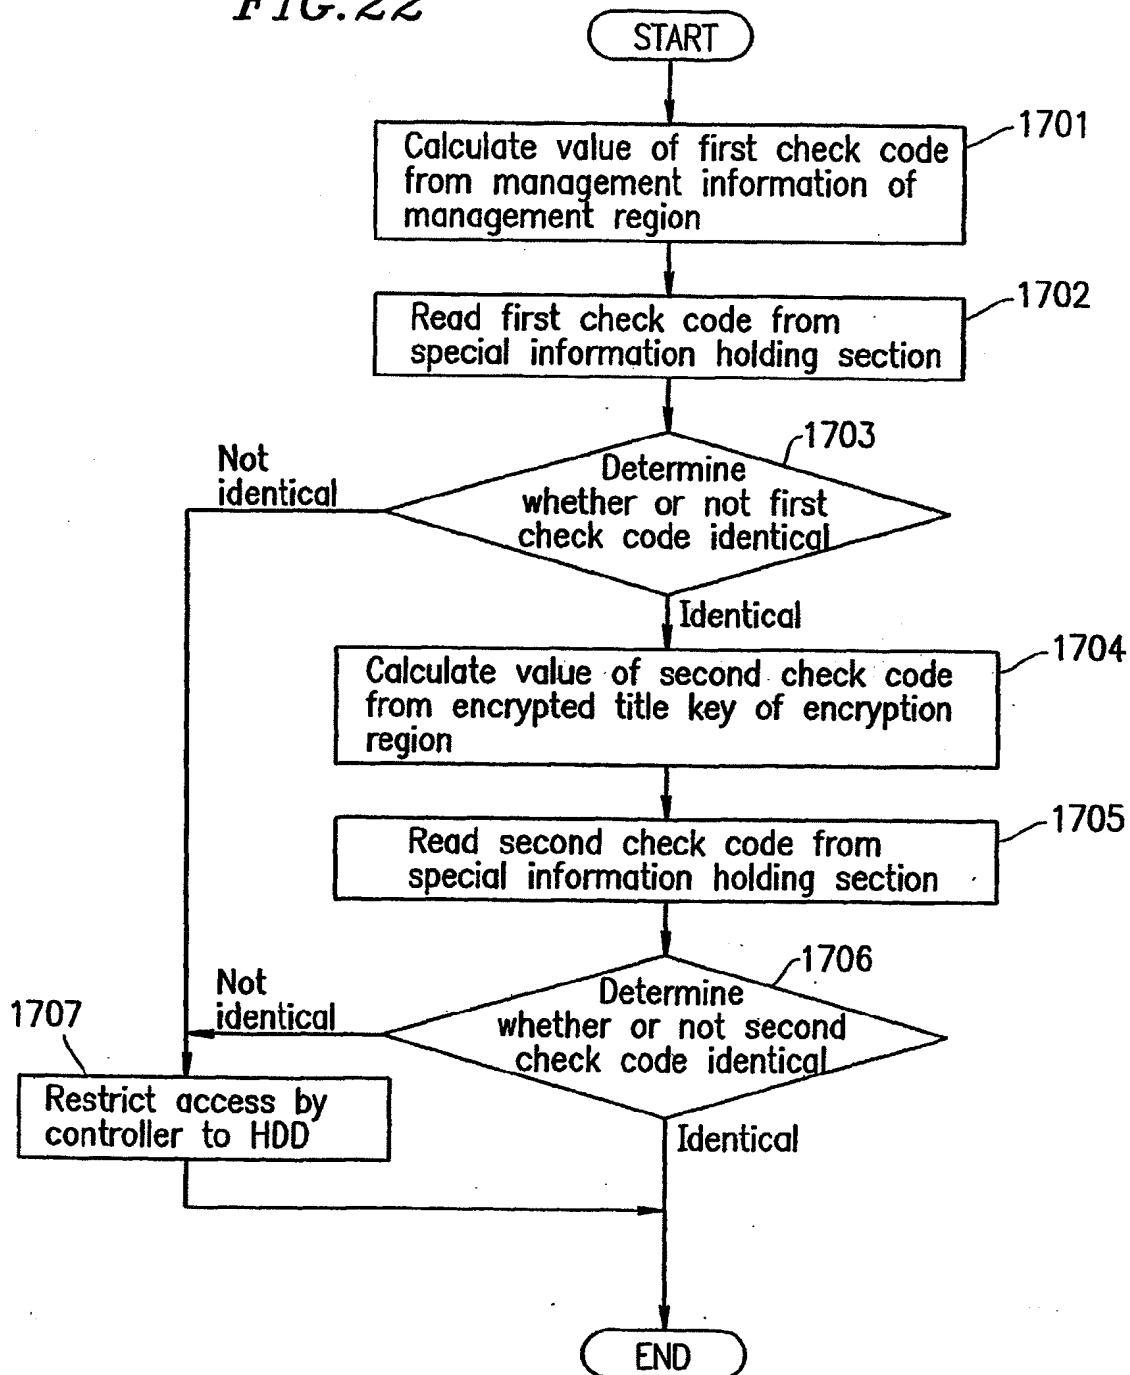 FIG.22
START
1701
Calculate value of first check code
from management information of
management region
1702
Read first check code from
special information holding section
1703
Not
identical
Determine
whether or not first
check code identical
Identical
1704
Calculate value of second check code
from encrypted title key of encryption
region
1705
Read second check code from
special information holding section
1706
Not
identical
Determine
whether or not second
check code identical
1707
Restrict access by
controller to HDD
Identical
END